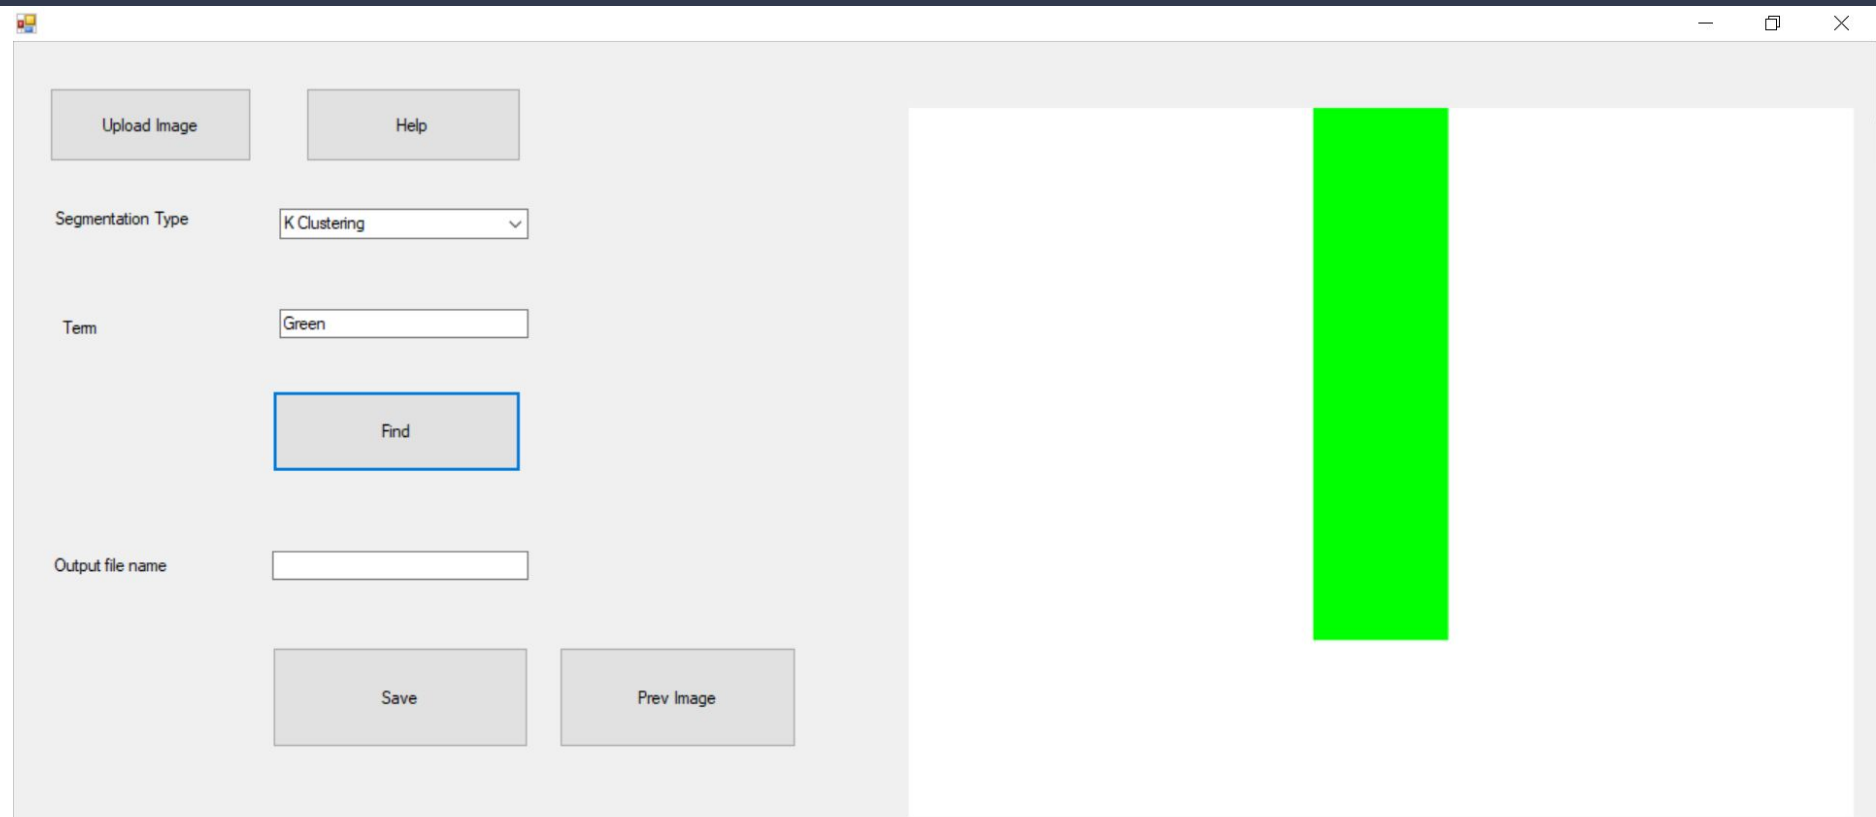 Upload Image
Help
Segmentation Type
K Clustering
Term
Green
Find
Output file name
Save
Prev Image